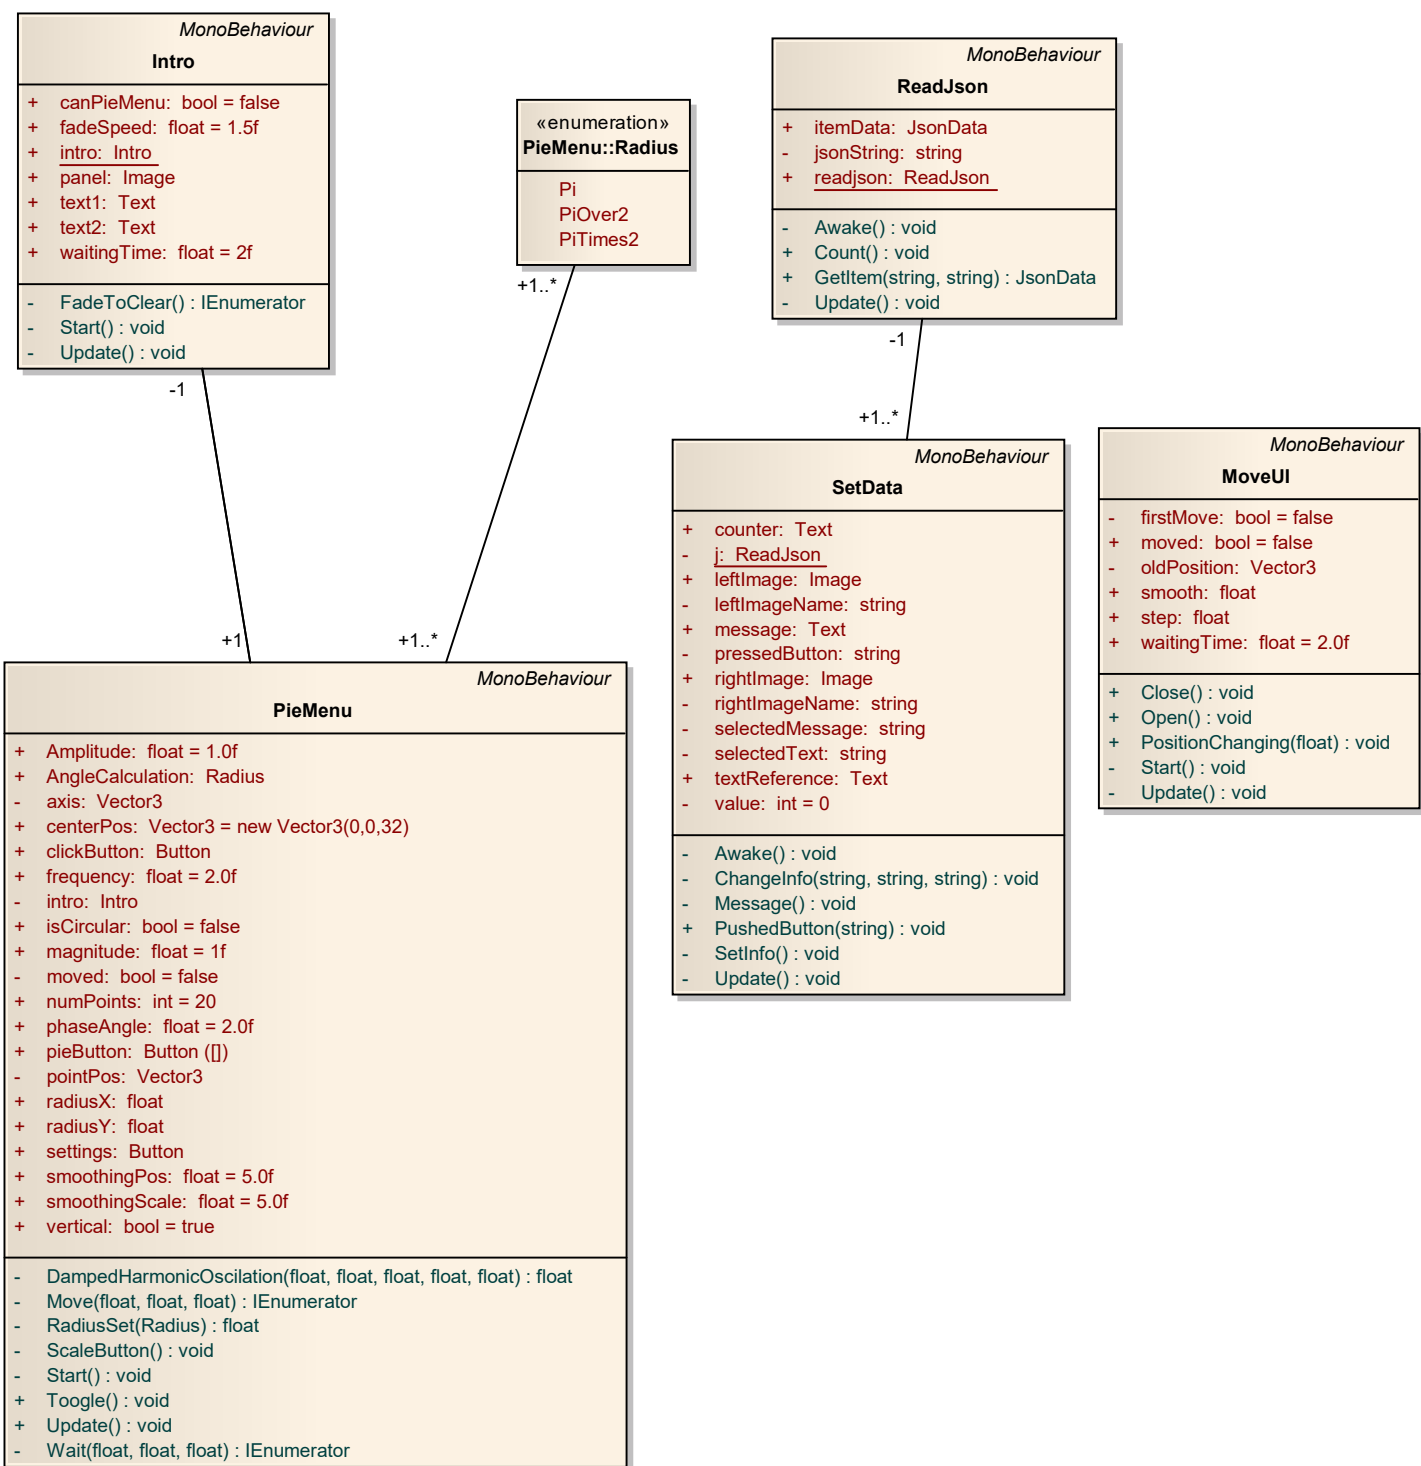 MonoBehaviour
Intro
+ canPieMenu: bool = false
+ fadeSpeed: float = 1.5f
+ intro: Intro
+ panel: Image
+ text1: Text
+ text2: Text
+ waitingTime: float = 2f
- FadeToClear() : IEnumerator
- Start() : void
- Update() : void
-1
+1
«enumeration»
PieMenu::Radius
Pi
PiOver2
PiTimes2
+1..*
+1..*
MonoBehaviour
ReadJson
+ itemData: JsonData
- jsonString: string
+ readjson: ReadJson
- Awake() : void
+ Count() : void
+ GetItem(string, string) : JsonData
- Update() : void
-1
+1..*
MonoBehaviour
SetData
+ counter: Text
- j: ReadJson
+ leftImage: Image
- leftImageName: string
+ message: Text
- pressedButton: string
+ rightImage: Image
- rightImageName: string
- selectedMessage: string
- selectedText: string
+ textReference: Text
- value: int = 0
- Awake() : void
- ChangeInfo(string, string, string) : void
- Message() : void
+ PushedButton(string) : void
- SetInfo() : void
- Update() : void
MonoBehaviour
MoveUI
- firstMove: bool = false
+ moved: bool = false
- oldPosition: Vector3
+ smooth: float
+ step: float
+ waitingTime: float = 2.0f
+ Close() : void
+ Open() : void
+ PositionChanging(float) : void
- Start() : void
- Update() : void
MonoBehaviour
PieMenu
+ Amplitude: float = 1.0f
+ AngleCalculation: Radius
- axis: Vector3
+ centerPos: Vector3 = new Vector3(0,0,32)
+ clickButton: Button
+ frequency: float = 2.0f
- intro: Intro
+ isCircular: bool = false
+ magnitude: float = 1f
- moved: bool = false
+ numPoints: int = 20
+ phaseAngle: float = 2.0f
+ pieButton: Button ([])
- pointPos: Vector3
+ radiusX: float
+ radiusY: float
+ settings: Button
+ smoothingPos: float = 5.0f
+ smoothingScale: float = 5.0f
+ vertical: bool = true
- DampedHarmonicOscilation(float, float, float, float, float) : float
- Move(float, float, float) : IEnumerator
- RadiusSet(Radius) : float
- ScaleButton() : void
- Start() : void
+ Toogle() : void
+ Update() : void
- Wait(float, float, float) : IEnumerator